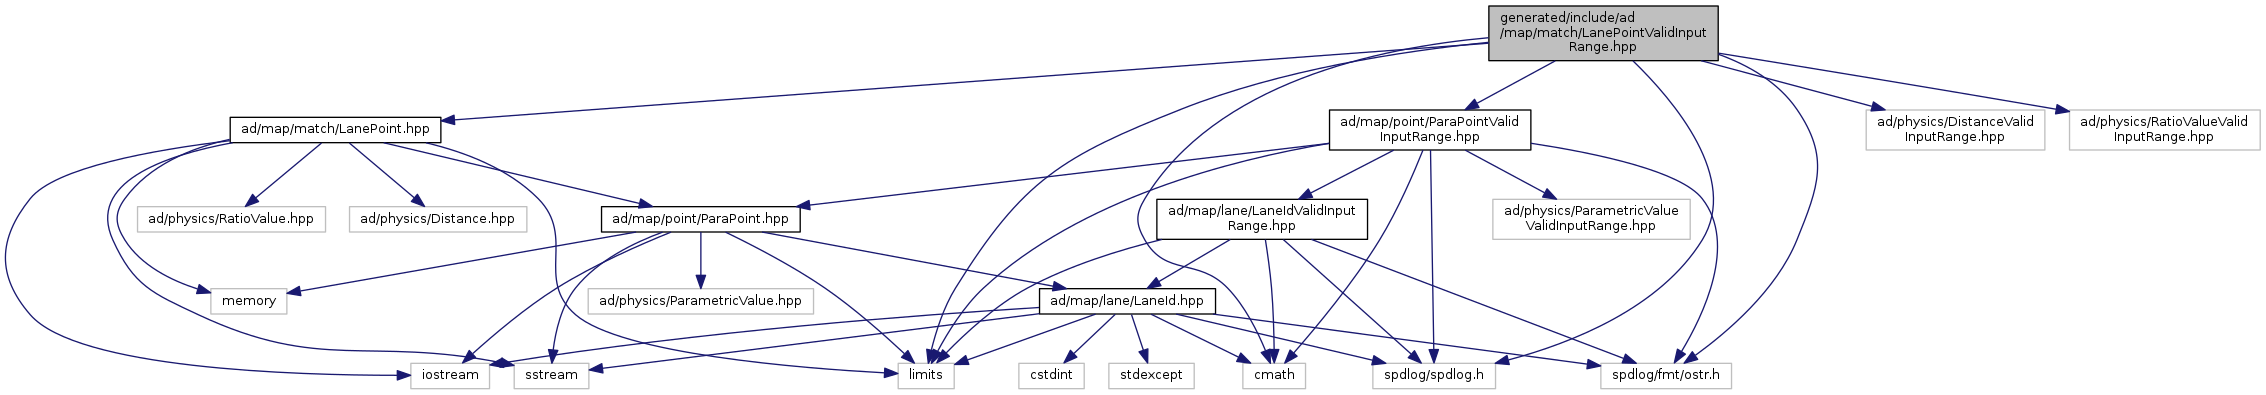 generated/include/ad
/map/match/LanePointValidInput
Range.hpp
ad/map/match/LanePoint.hpp
ad/map/point/ParaPointValid
InputRange.hpp
ad/physics/DistanceValid
InputRange.hpp
ad/physics/RatioValueValid
InputRange.hpp
ad/physics/RatioValue.hpp
ad/physics/Distance.hpp
ad/map/point/ParaPoint.hpp
ad/map/lane/LaneIdValidInput
Range.hpp
ad/physics/ParametricValue
ValidInputRange.hpp
memory
ad/physics/ParametricValue.hpp
ad/map/lane/LaneId.hpp
iostream
sstream
limits
cstdint
stdexcept
cmath
spdlog/spdlog.h
spdlog/fmt/ostr.h